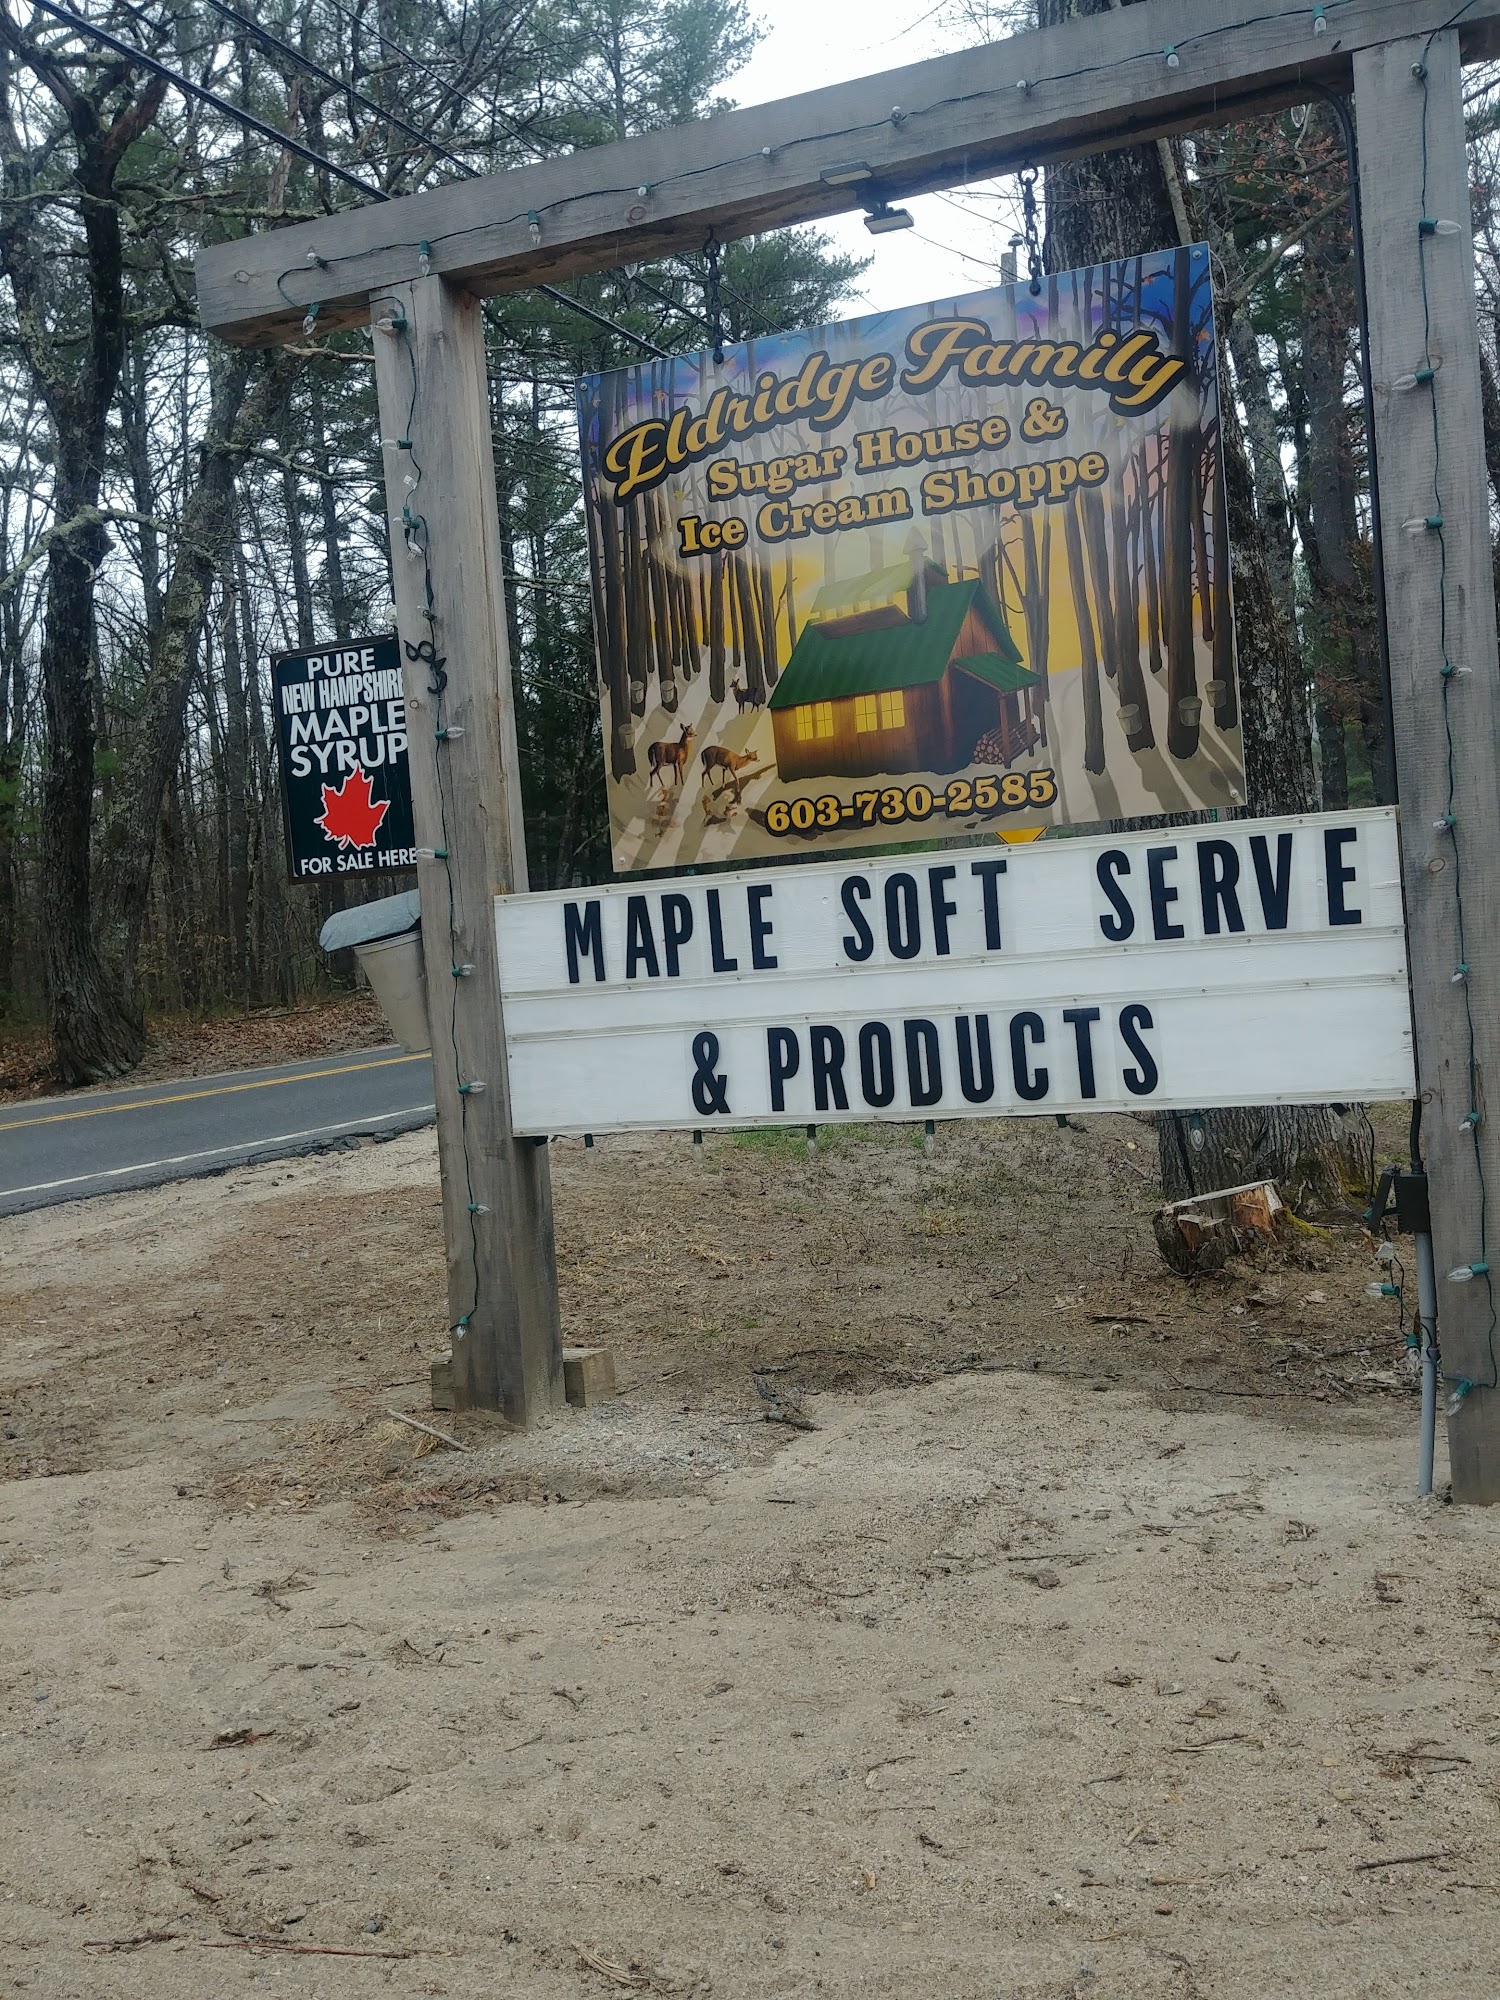 Eldridge Family
Sugar House &
Ice Cream Shoppe
603-730-2585
PURE
NEW HAMPSHIRE
MAPLE
SYRUP
FOR SALE HERE
MAPLE SOFT SERVE
& PRODUCTS